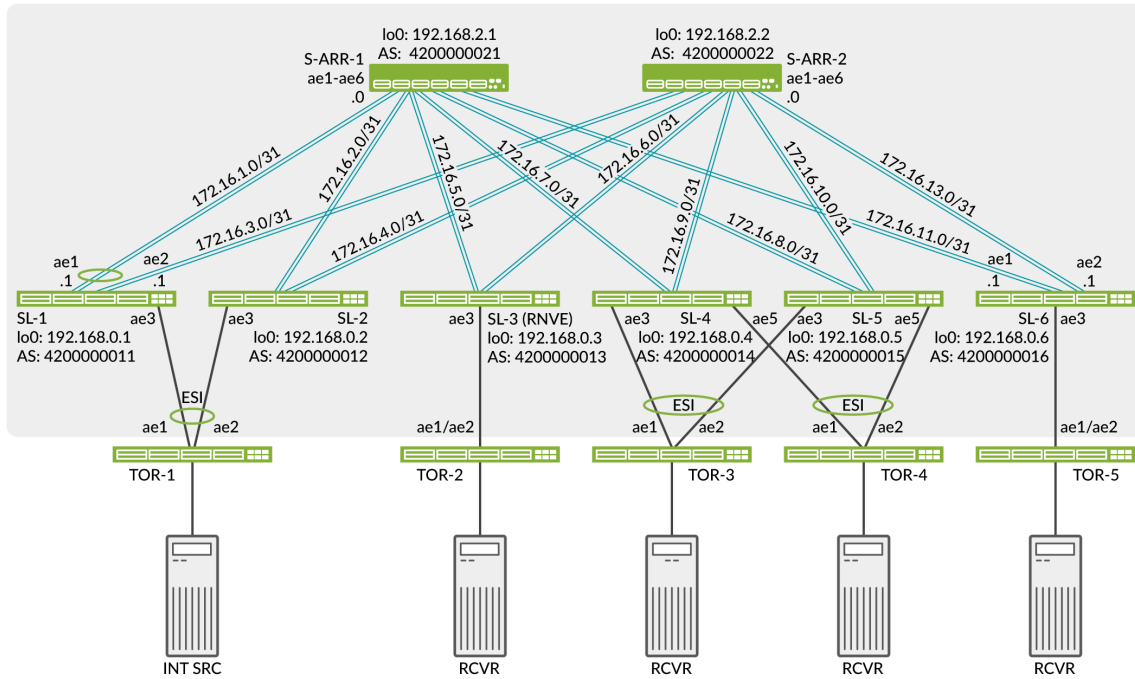 lo0: 192.168.2.1
AS: 4200000021
S-ARR-1
ae1-ae6
.0
lo0: 192.168.2.2
AS: 4200000022
S-ARR-2
ae1-ae6
.0
172.16.1.0/31
172.16.2.0/31
172.16.5.0/31
172.16.7.0/31
172.16.6.0/31
172.16.10.0/31
172.16.13.0/31
172.16.3.0/31
172.16.4.0/31
172.16.9.0/31
172.16.8.0/31
172.16.11.0/31
ae1
.1
ae2
.1
ae1
.1
ae2
.1
SL-1
lo0: 192.168.0.1
AS: 4200000011
ae3
ae3
SL-2
lo0: 192.168.0.2
AS: 4200000012
ae3
SL-3 (RNVE)
lo0: 192.168.0.3
AS: 4200000013
ae3
SL-4
ae5
lo0: 192.168.0.4
AS: 4200000014
ae3
SL-5
ae5
lo0: 192.168.0.5
AS: 4200000015
SL-6
ae3
lo0: 192.168.0.6
AS: 4200000016
ESI
ESI
ESI
ae1
ae2
ae1/ae2
ae1
ae2
ae1
ae2
ae1/ae2
TOR-1
TOR-2
TOR-3
TOR-4
TOR-5
INT SRC
RCVR
RCVR
RCVR
RCVR